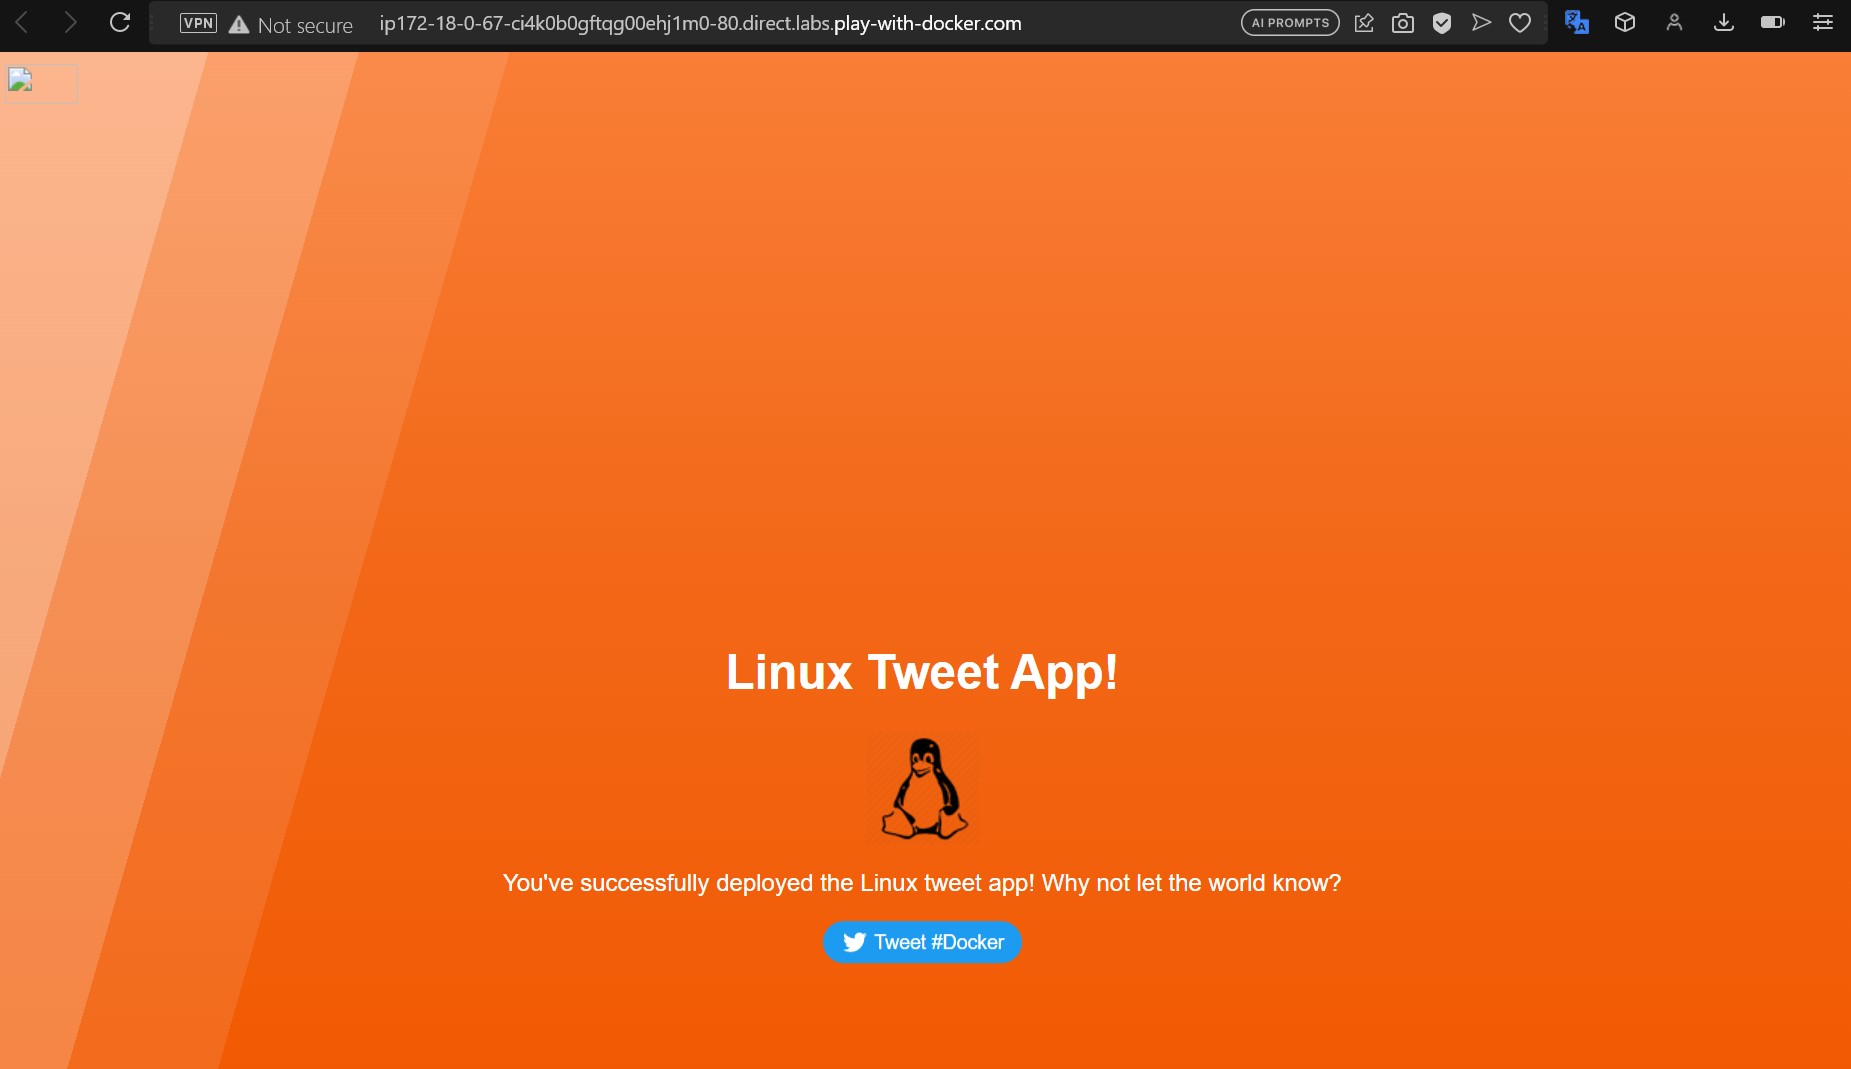 VPN
Not secure
ip172-18-0-67-ci4k0b0gftqg00ehj1m0-80.direct.labs.play-with-docker.com
AI PROMPTS
Linux Tweet App!
You've successfully deployed the Linux tweet app! Why not let the world know?
Tweet #Docker